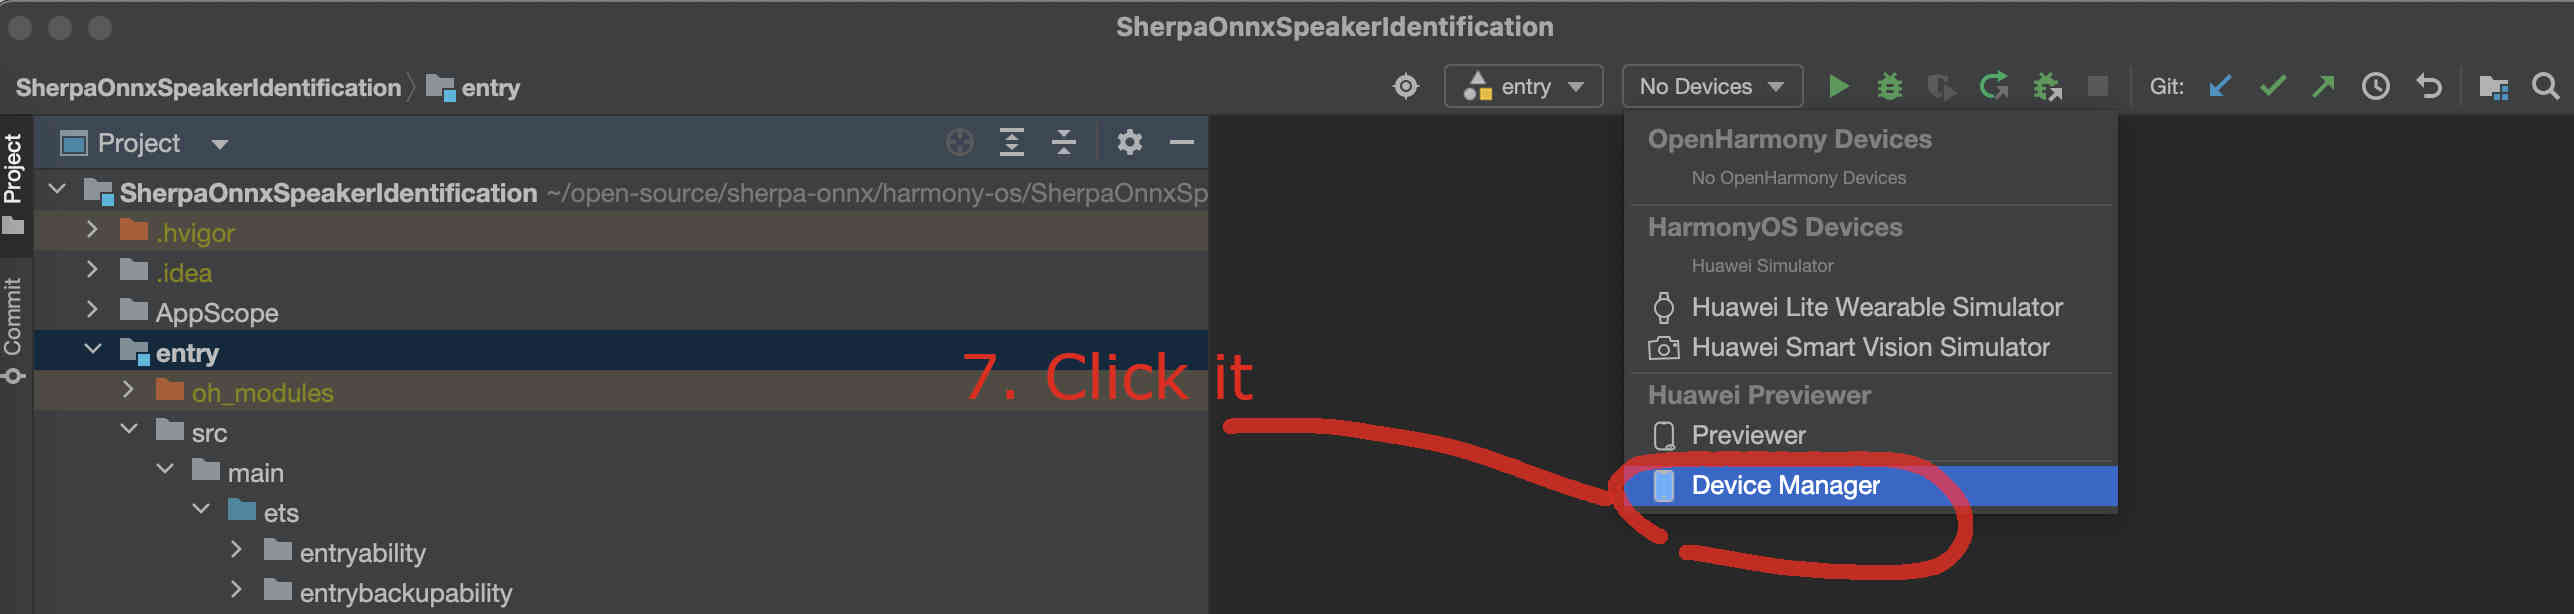 SherpaOnnxSpeakerIdentification
SherpaOnnxSpeakerIdentification entry
entry
No Devices
Git:
Project
Commit
Project
SherpaOnnxSpeakerIdentification ~/open-source/sherpa-onnx/harmony-os/SherpaOnnxSp
.hvigor
.idea
AppScope
entry
oh_modules
src
main
ets
entryability
entrybackupability
7. Click it
OpenHarmony Devices
No OpenHarmony Devices
HarmonyOS Devices
Huawei Simulator
Huawei Lite Wearable Simulator
Huawei Smart Vision Simulator
Huawei Previewer
Previewer
Device Manager